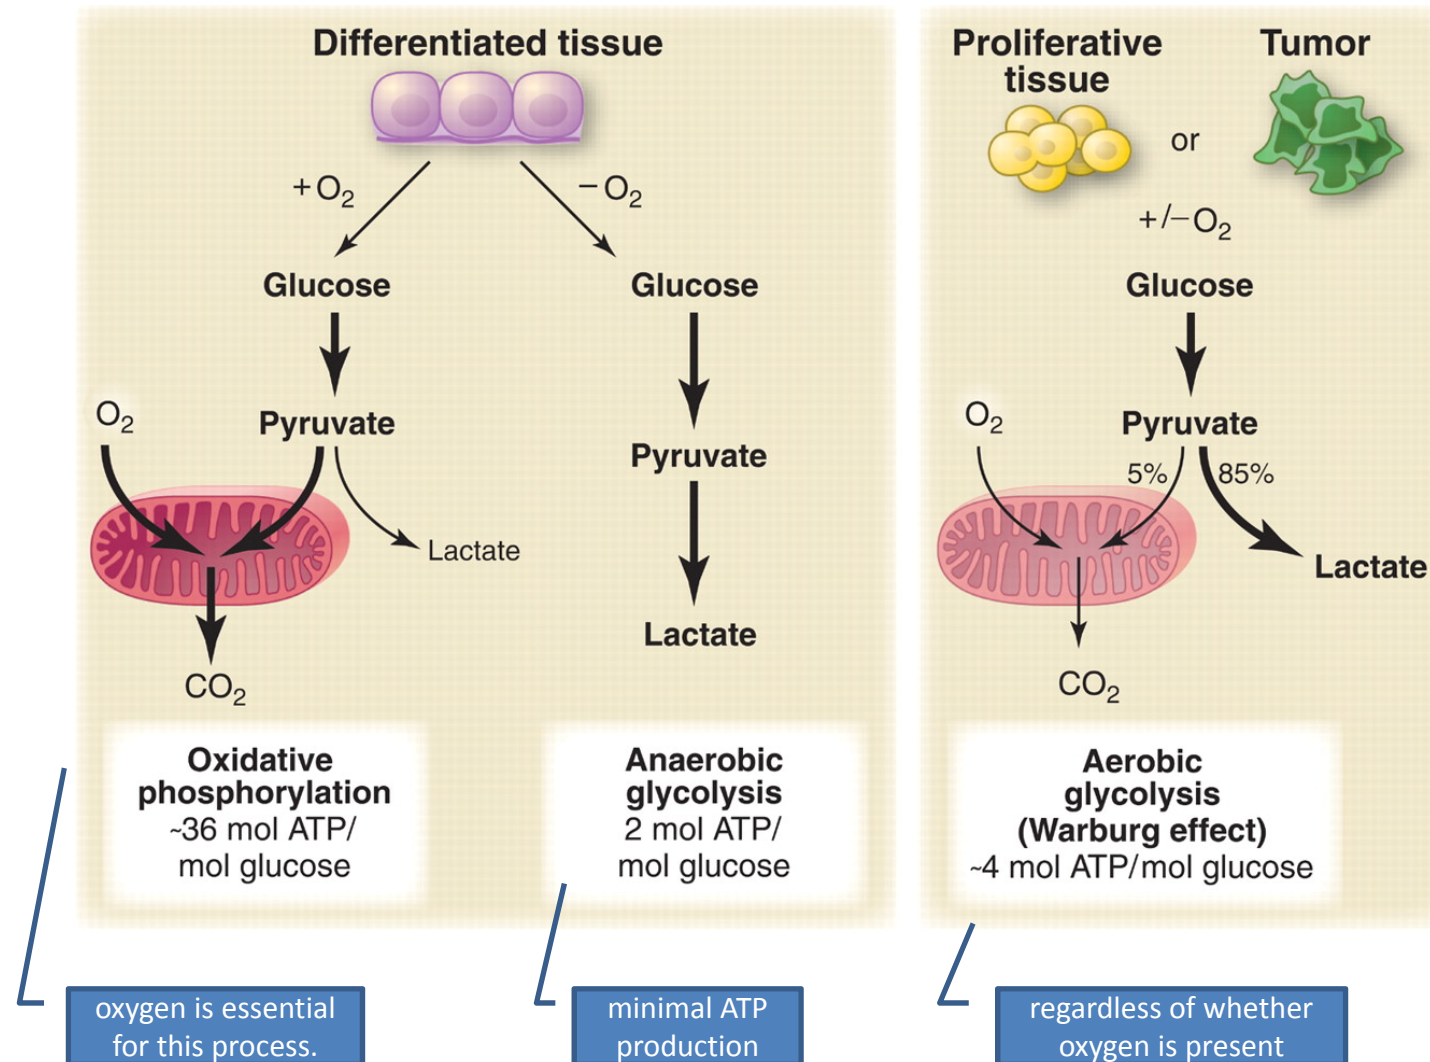 Differentiated tissue
+O₂
−O₂
Glucose
Glucose
O₂
Pyruvate
Pyruvate
Lactate
Lactate
CO₂
Oxidative
phosphorylation
~36 mol ATP/
mol glucose
Anaerobic
glycolysis
2 mol ATP/
mol glucose
Proliferative
tissue
or
Tumor
+/−O₂
Glucose
O₂
Pyruvate
5%
85%
Lactate
CO₂
Aerobic
glycolysis
(Warburg effect)
~4 mol ATP/mol glucose
oxygen is essential
for this process.
minimal ATP
production
regardless of whether
oxygen is present